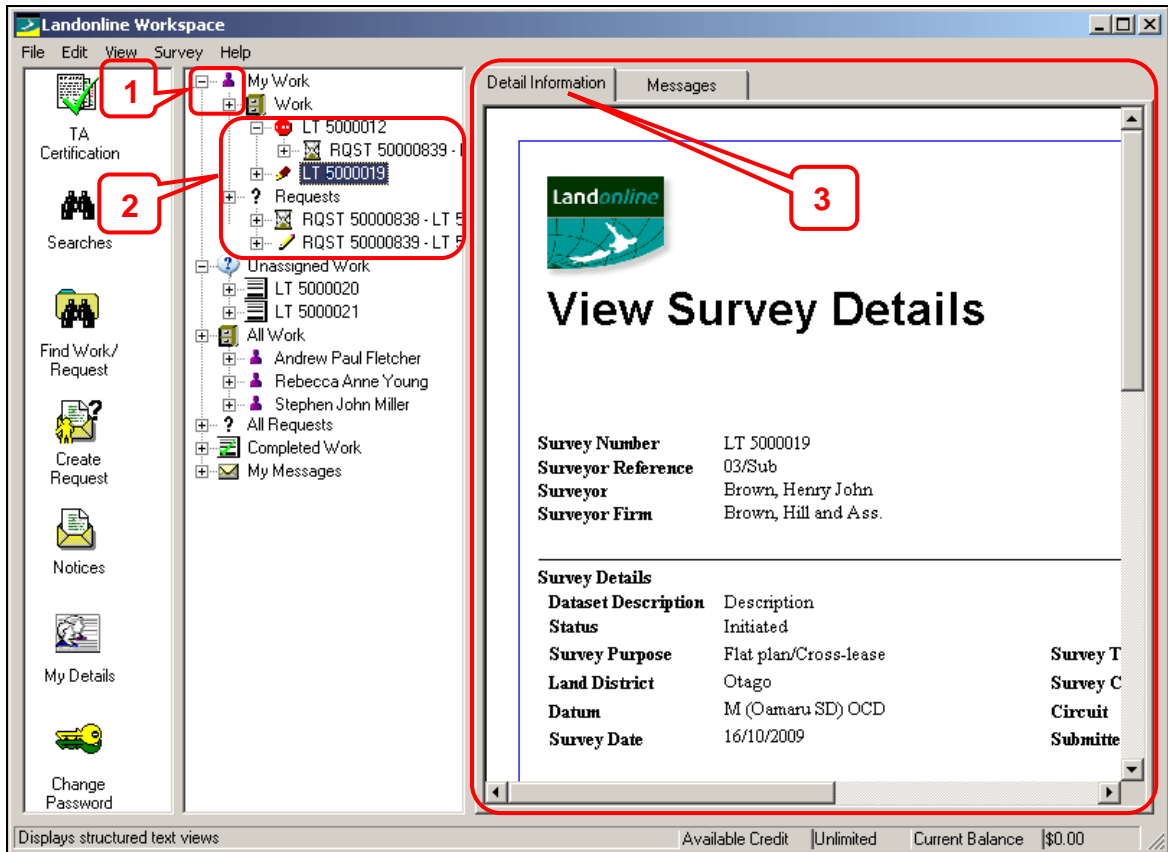 Landonline Workspace
File Edit View Survey Help
1
2
3
TA
Certification
Searches
Find Work/
Request
Create
Request
Notices
My Details
Change
Password
My Work
Work
LT 5000012
RQST 50000839 -
LT 5000019
? Requests
RQST 50000838 - LT 5
RQST 50000839 - LT 5
Unassigned Work
LT 5000020
LT 5000021
All Work
Andrew Paul Fletcher
Rebecca Anne Young
Stephen John Miller
? All Requests
Completed Work
My Messages
Detail Information Messages
Landonline
View Survey Details
Survey Number LT 5000019
Surveyor Reference 03/Sub
Surveyor Brown, Henry John
Surveyor Firm Brown, Hill and Ass.
Survey Details
Dataset Description Description
Status Initiated
Survey Purpose Flat plan/Cross-lease Survey T
Land District Otago Survey C
Datum M (Oamaru SD) OCD Circuit
Survey Date 16/10/2009 Submitte
Displays structured text views Available Credit Unlimited Current Balance $0.00